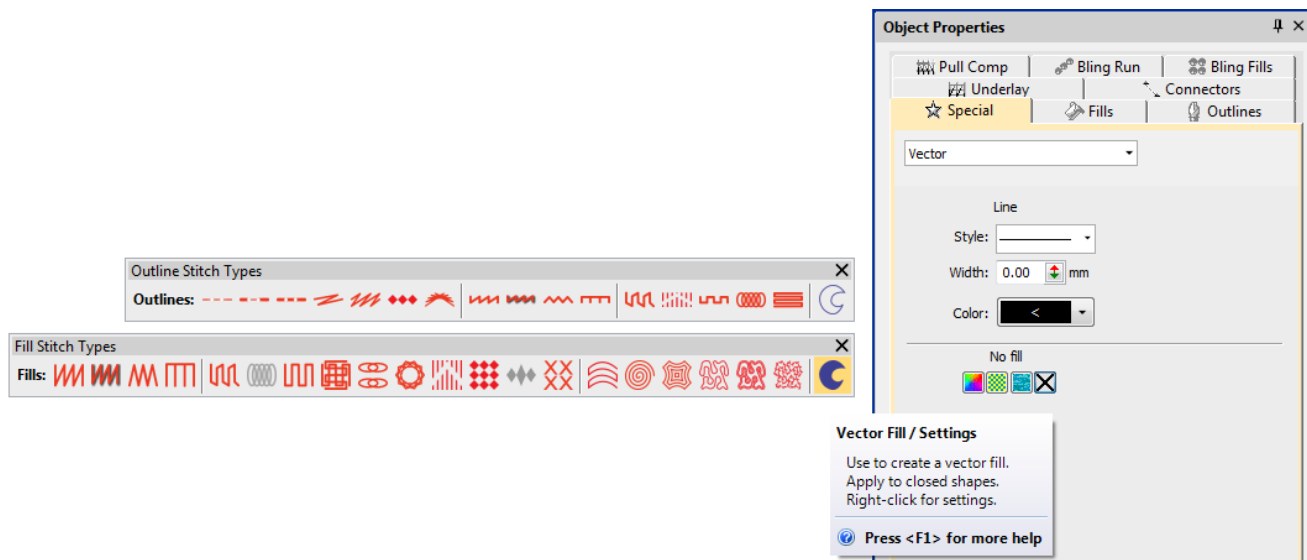 Object Properties
Pull Comp
Bling Run
Bling Fills
Underlay
Connectors
Special
Fills
Outlines
Vector
Line
Style:
Width: 0.00 mm
Color: <
No fill
Outline Stitch Types
Outlines:
Fill Stitch Types
Fills:
Vector Fill / Settings
Use to create a vector fill.
Apply to closed shapes.
Right-click for settings.
Press <F1> for more help